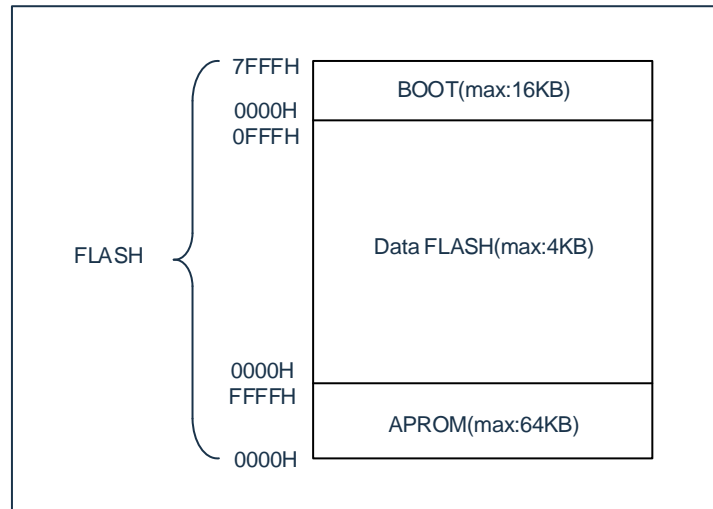 7FFFH
BOOT(max:16KB)
0000H
0FFFH
FLASH
Data FLASH(max:4KB)
0000H
FFFFH
APROM(max:64KB)
0000H